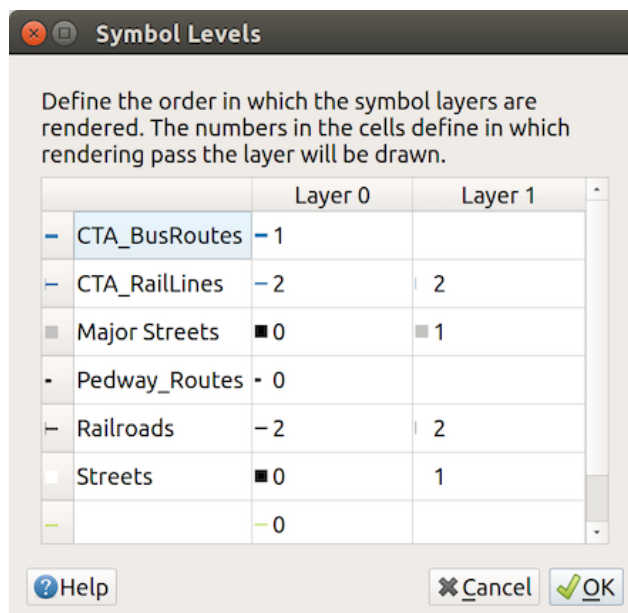 Symbol Levels
Define the order in which the symbol layers are
rendered. The numbers in the cells define in which
rendering pass the layer will be drawn.
Layer 0 Layer 1
CTA_BusRoutes 1
CTA_RailLines 2 2
Major Streets 0 1
Pedway_Routes 0
Railroads 2 2
Streets 0 1
0
Help Cancel OK